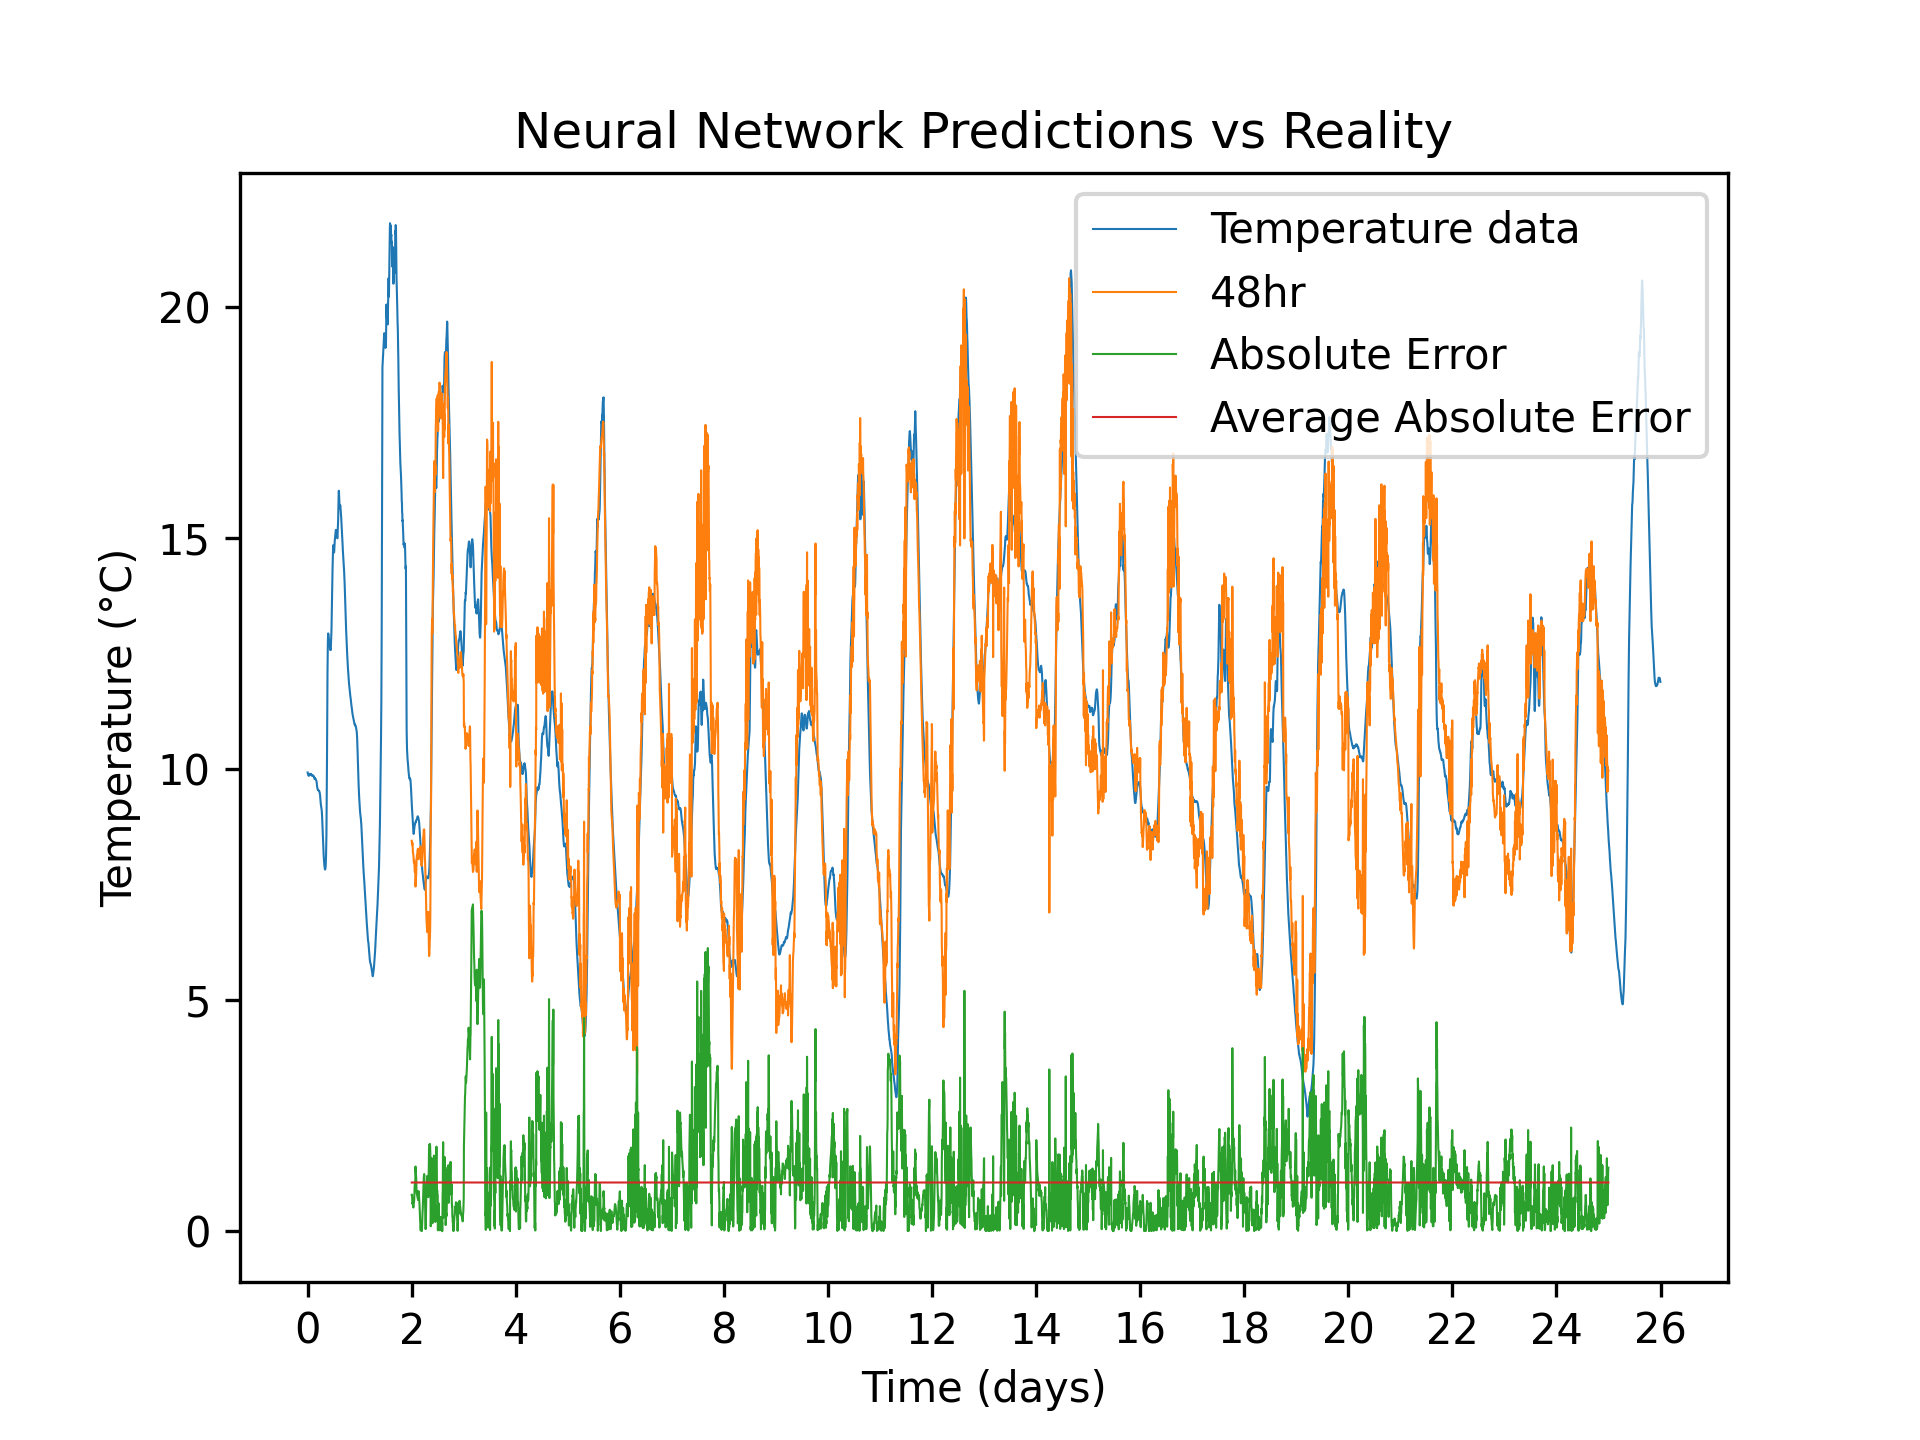 Neural Network Predictions vs Reality
Temperature data
48hr
Absolute Error
Average Absolute Error
Temperature (°C)
20
15
10
5
0
0 2 4 6 8 10 12 14 16 18 20 22 24 26
Time (days)